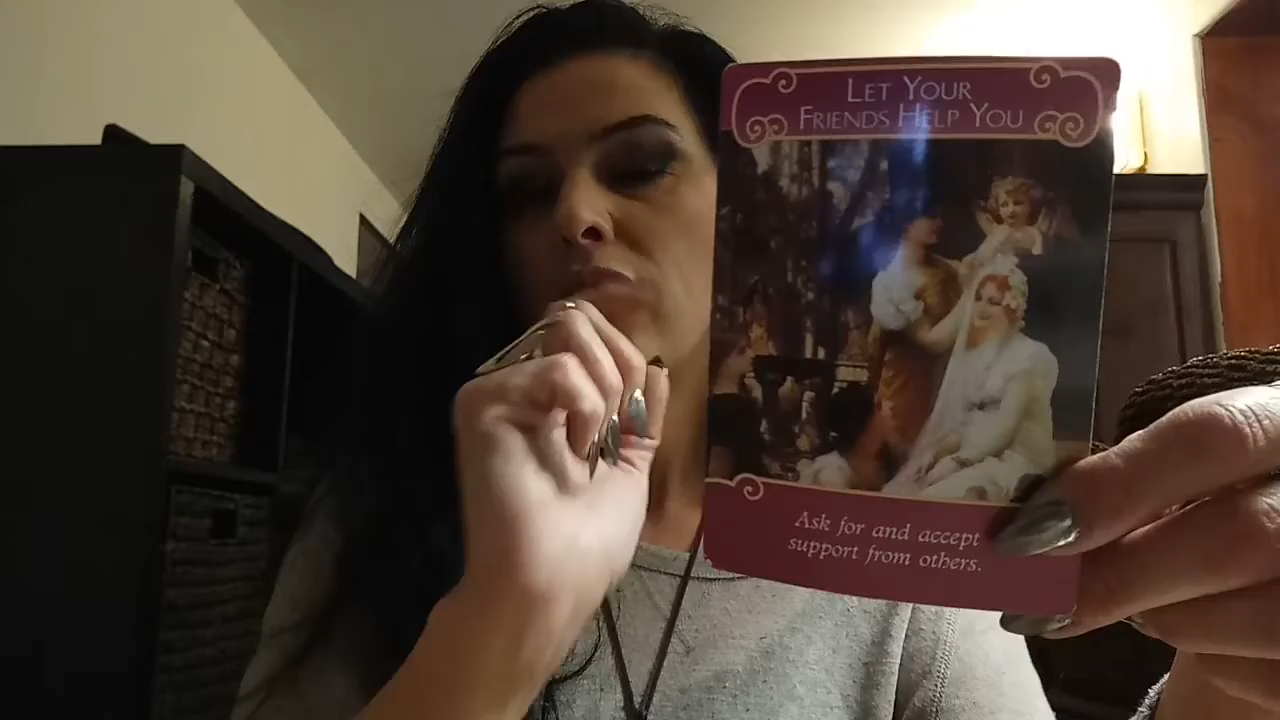 LET YOUR
FRIENDS HELP YOU
Ask for and accept
support from others.